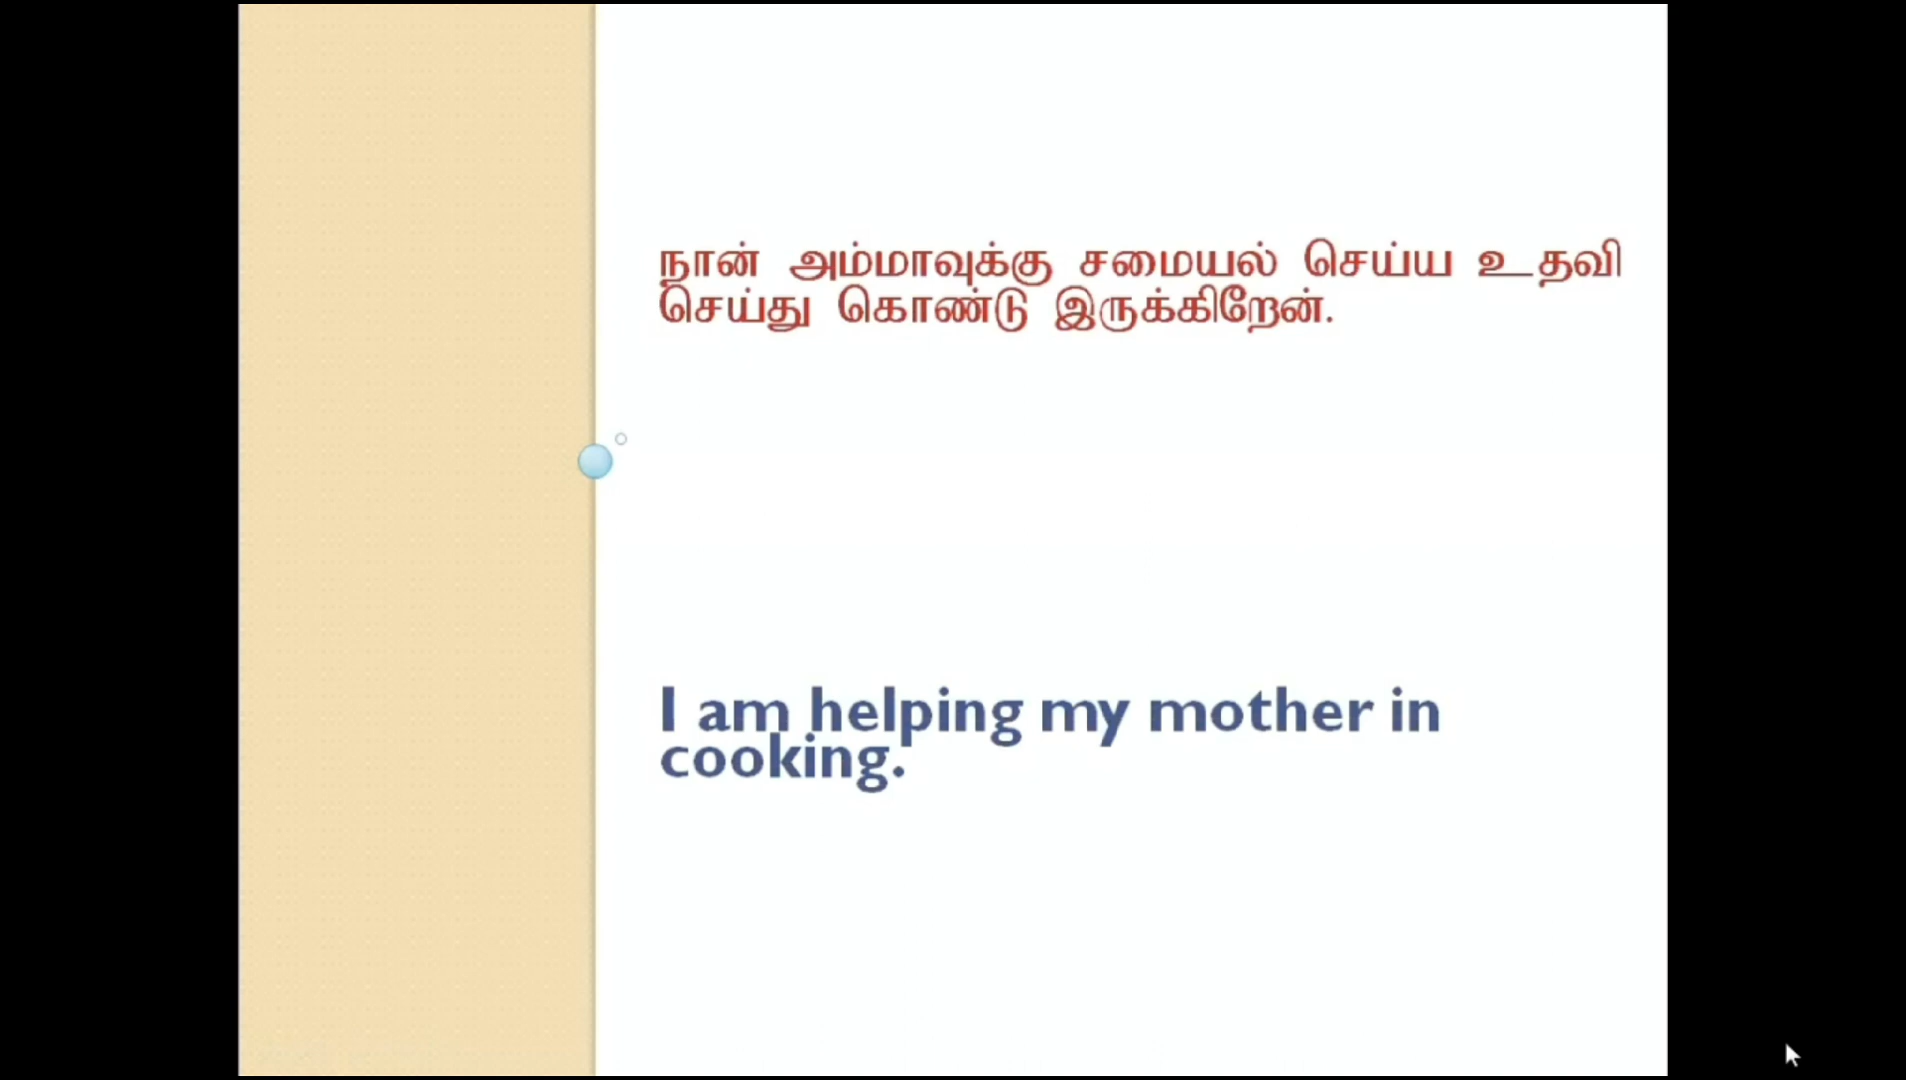 நான் அம்மாவுக்கு சமையல் செய்ய உதவி
செய்து கொண்டு இருக்கிறேன்.
I am helping my mother in
cooking.